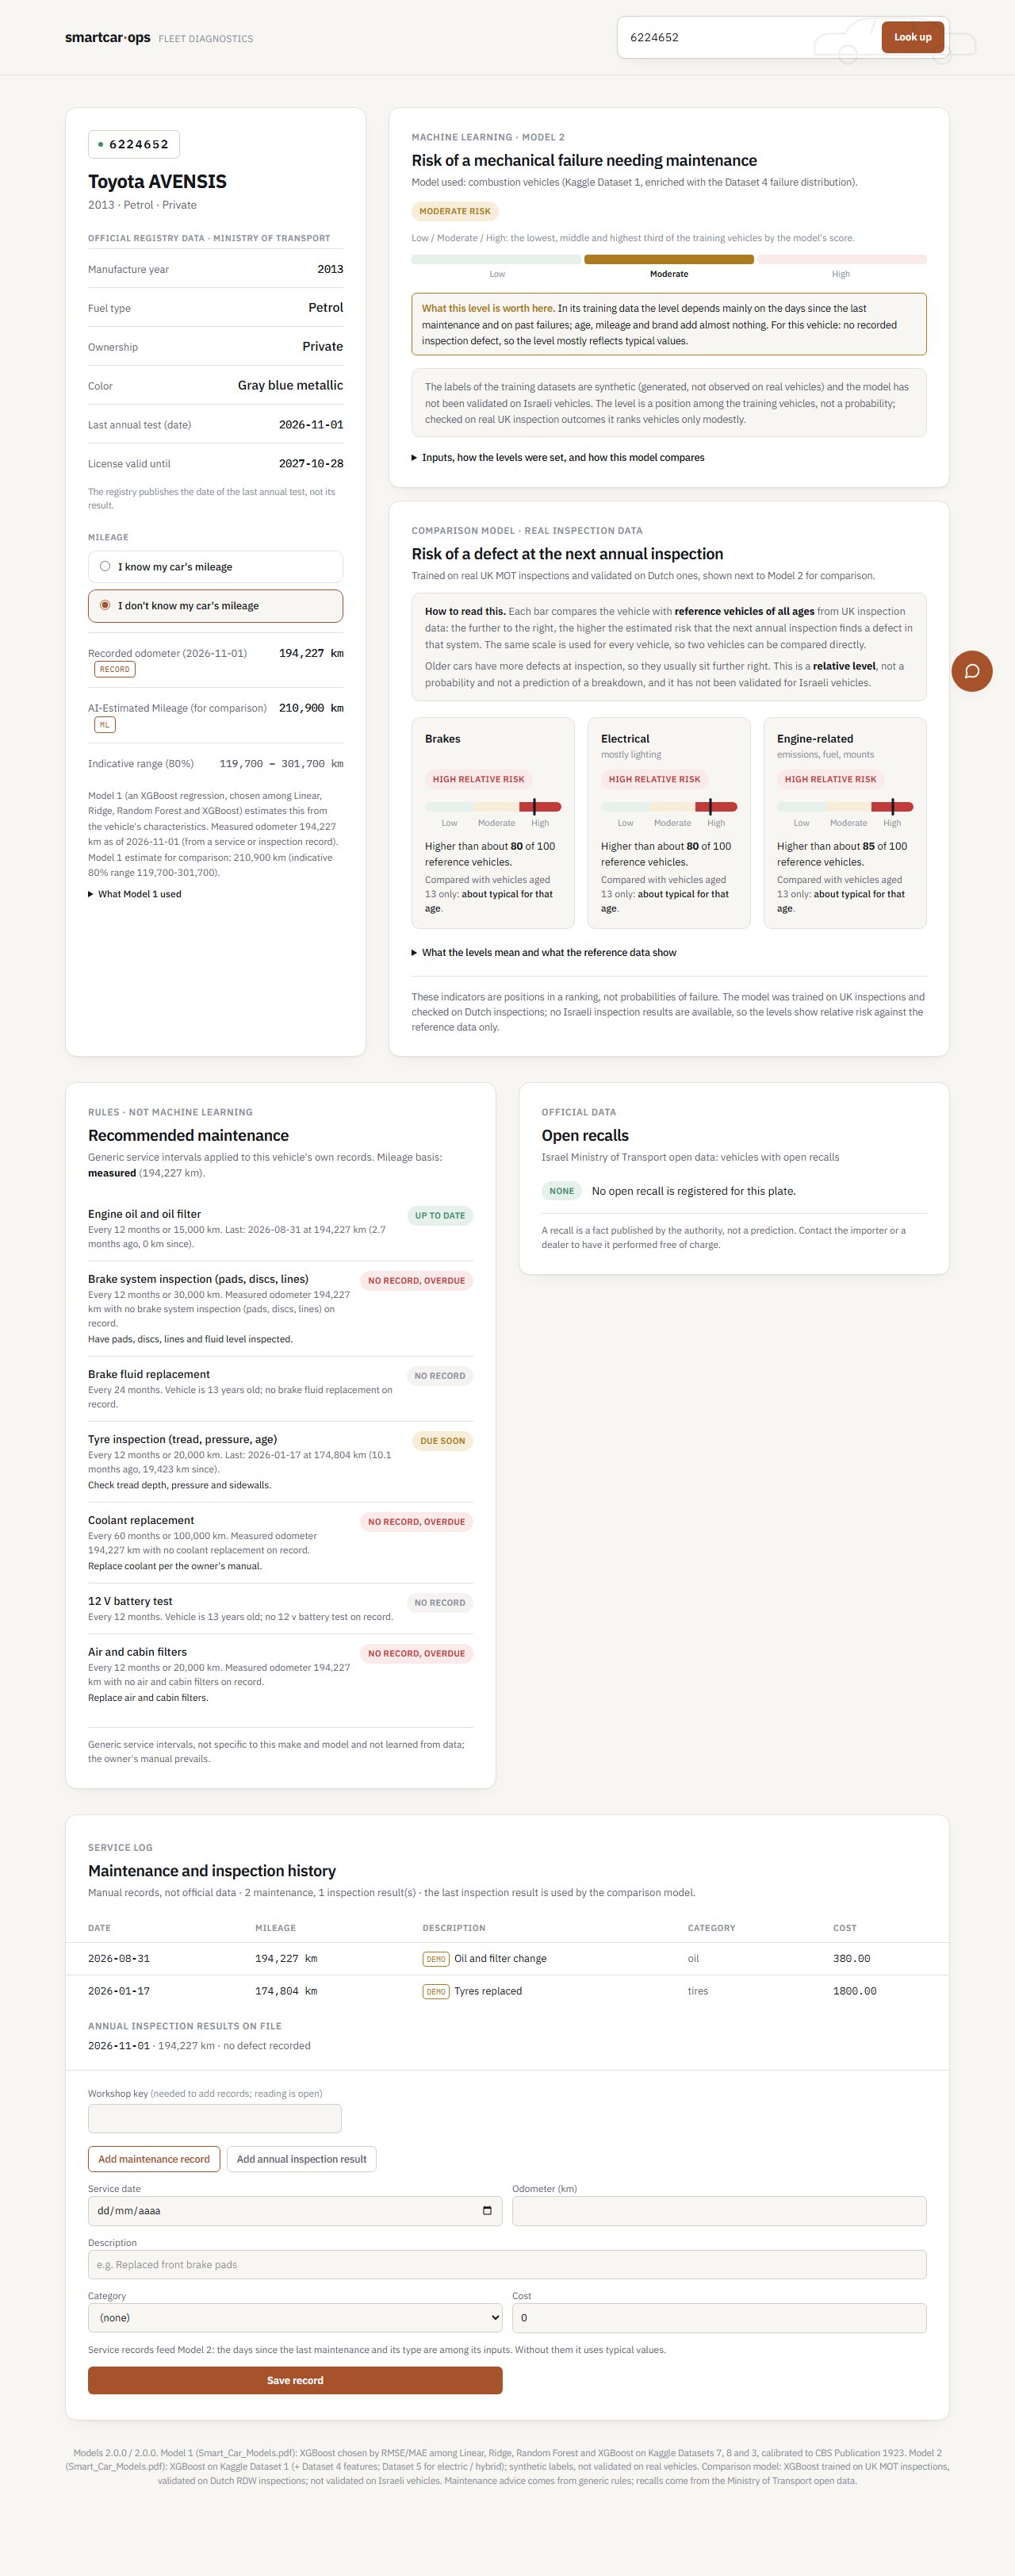 smartcar·ops FLEET DIAGNOSTICS
6224652
Look up
6224652
Toyota AVENSIS
2013 · Petrol · Private
OFFICIAL REGISTRY DATA · MINISTRY OF TRANSPORT
Manufacture year 2013
Fuel type Petrol
Ownership Private
Color Gray blue metallic
Last annual test (date) 2026-11-01
License valid until 2027-10-28
The registry publishes the date of the last annual test, not its
result.
MILEAGE
I know my car's mileage
I don't know my car's mileage
Recorded odometer (2026-11-01) 194,227 km
RECORD
AI-Estimated Mileage (for comparison) 210,900 km
ML
Indicative range (80%) 119,700 – 301,700 km
Model 1 (an XGBoost regression, chosen among Linear,
Ridge, Random Forest and XGBoost) estimates this from
the vehicle's characteristics. Measured odometer 194,227
km as of 2026-11-01 (from a service or inspection record).
Model 1 estimate for comparison: 210,900 km (indicative
80% range 119,700-301,700).
What Model 1 used
MACHINE LEARNING · MODEL 2
Risk of a mechanical failure needing maintenance
Model used: combustion vehicles (Kaggle Dataset 1, enriched with the Dataset 4 failure distribution).
MODERATE RISK
Low / Moderate / High: the lowest, middle and highest third of the training vehicles by the model's score.
Low Moderate High
What this level is worth here. In its training data the level depends mainly on the days since the last
maintenance and on past failures; age, mileage and brand add almost nothing. For this vehicle: no recorded
inspection defect, so the level mostly reflects typical values.
The labels of the training datasets are synthetic (generated, not observed on real vehicles) and the model has
not been validated on Israeli vehicles. The level is a position among the training vehicles, not a probability;
checked on real UK inspection outcomes it ranks vehicles only modestly.
Inputs, how the levels were set, and how this model compares
COMPARISON MODEL · REAL INSPECTION DATA
Risk of a defect at the next annual inspection
Trained on real UK MOT inspections and validated on Dutch ones, shown next to Model 2 for comparison.
How to read this. Each bar compares the vehicle with reference vehicles of all ages from UK inspection
data: the further to the right, the higher the estimated risk that the next annual inspection finds a defect in
that system. The same scale is used for every vehicle, so two vehicles can be compared directly.
Older cars have more defects at inspection, so they usually sit further right. This is a relative level, not a
probability and not a prediction of a breakdown, and it has not been validated for Israeli vehicles.
Brakes
HIGH RELATIVE RISK
Low Moderate High
Higher than about 80 of 100
reference vehicles.
Compared with vehicles aged
13 only: about typical for that
age.
Electrical
mostly lighting
HIGH RELATIVE RISK
Low Moderate High
Higher than about 80 of 100
reference vehicles.
Compared with vehicles aged
13 only: about typical for that
age.
Engine-related
emissions, fuel, mounts
HIGH RELATIVE RISK
Low Moderate High
Higher than about 85 of 100
reference vehicles.
Compared with vehicles aged
13 only: about typical for that
age.
What the levels mean and what the reference data show
These indicators are positions in a ranking, not probabilities of failure. The model was trained on UK inspections and
checked on Dutch inspections; no Israeli inspection results are available, so the levels show relative risk against the
reference data only.
RULES · NOT MACHINE LEARNING
Recommended maintenance
Generic service intervals applied to this vehicle's own records. Mileage basis:
measured (194,227 km).
Engine oil and oil filter UP TO DATE
Every 12 months or 15,000 km. Last: 2026-08-31 at 194,227 km (2.7
months ago, 0 km since).
Brake system inspection (pads, discs, lines) NO RECORD, OVERDUE
Every 12 months or 30,000 km. Measured odometer 194,227
km with no brake system inspection (pads, discs, lines) on
record.
Have pads, discs, lines and fluid level inspected.
Brake fluid replacement NO RECORD
Every 24 months. Vehicle is 13 years old; no brake fluid replacement on
record.
Tyre inspection (tread, pressure, age) DUE SOON
Every 12 months or 20,000 km. Last: 2026-01-17 at 174,804 km (10.1
months ago, 19,423 km since).
Check tread depth, pressure and sidewalls.
Coolant replacement NO RECORD, OVERDUE
Every 60 months or 100,000 km. Measured odometer
194,227 km with no coolant replacement on record.
Replace coolant per the owner's manual.
12 V battery test NO RECORD
Every 12 months. Vehicle is 13 years old; no 12 v battery test on record.
Air and cabin filters NO RECORD, OVERDUE
Every 12 months or 20,000 km. Measured odometer 194,227
km with no air and cabin filters on record.
Replace air and cabin filters.
Generic service intervals, not specific to this make and model and not learned from data;
the owner's manual prevails.
OFFICIAL DATA
Open recalls
Israel Ministry of Transport open data: vehicles with open recalls
NONE No open recall is registered for this plate.
A recall is a fact published by the authority, not a prediction. Contact the importer or a
dealer to have it performed free of charge.
SERVICE LOG
Maintenance and inspection history
Manual records, not official data · 2 maintenance, 1 inspection result(s) · the last inspection result is used by the comparison model.
DATE MILEAGE DESCRIPTION CATEGORY COST
2026-08-31 194,227 km DEMO Oil and filter change oil 380.00
2026-01-17 174,804 km DEMO Tyres replaced tires 1800.00
ANNUAL INSPECTION RESULTS ON FILE
2026-11-01 · 194,227 km · no defect recorded
Workshop key (needed to add records; reading is open)
Add maintenance record Add annual inspection result
Service date Odometer (km)
dd/mm/aaaa
Description
e.g. Replaced front brake pads
Category Cost
(none) 0
Service records feed Model 2: the days since the last maintenance and its type are among its inputs. Without them it uses typical values.
Save record
Models 2.0.0 / 2.0.0. Model 1 (Smart_Car_Models.pdf): XGBoost chosen by RMSE/MAE among Linear, Ridge, Random Forest and XGBoost on Kaggle Datasets 7, 8 and 3, calibrated to CBS Publication 1923. Model 2
(Smart_Car_Models.pdf): XGBoost on Kaggle Dataset 1 (+ Dataset 4 features; Dataset 5 for electric / hybrid); synthetic labels, not validated on real vehicles. Comparison model: XGBoost trained on UK MOT inspections,
validated on Dutch RDW inspections; not validated on Israeli vehicles. Maintenance advice comes from generic rules; recalls come from the Ministry of Transport open data.